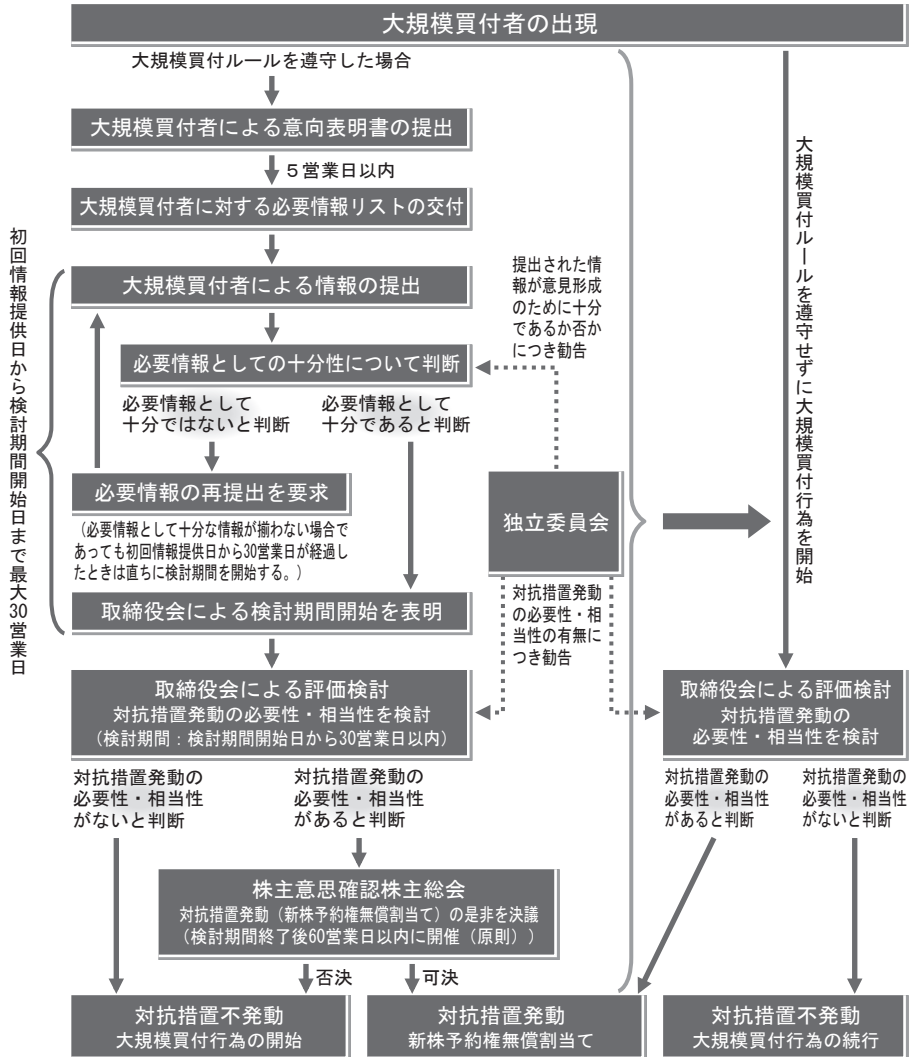 大規模買付者の出現
大規模買付ルールを遵守した場合
大規模買付者による意向表明書の提出
５営業日以内
大規模買付者に対する必要情報リストの交付
初回情報提供日から検討期間開始日まで最大30営業日
大規模買付者による情報の提出
必要情報としての十分性について判断
必要情報として
十分ではないと判断
必要情報として
十分であると判断
必要情報の再提出を要求
（必要情報として十分な情報が揃わない場合で
あっても初回情報提供日から30営業日が経過し
たときは直ちに検討期間を開始する。）
取締役会による検討期間開始を表明
提出された情
報が意見形成
のために十分
であるか否か
につき勧告
独立委員会
対抗措置発動
の必要性・相
当性の有無に
つき勧告
大規模買付ルールを遵守せずに大規模買付行為を開始
取締役会による評価検討
対抗措置発動の必要性・相当性を検討
（検討期間：検討期間開始日から30営業日以内）
取締役会による評価検討
対抗措置発動の
必要性・相当性を検討
対抗措置発動の
必要性・相当性
がないと判断
対抗措置発動の
必要性・相当性
があると判断
対抗措置発動の
必要性・相当性
があると判断
対抗措置発動の
必要性・相当性
がないと判断
株主意思確認株主総会
対抗措置発動（新株予約権無償割当て）の是非を決議
（検討期間終了後60営業日以内に開催（原則））
否決
可決
対抗措置不発動
大規模買付行為の開始
対抗措置発動
新株予約権無償割当て
対抗措置不発動
大規模買付行為の続行